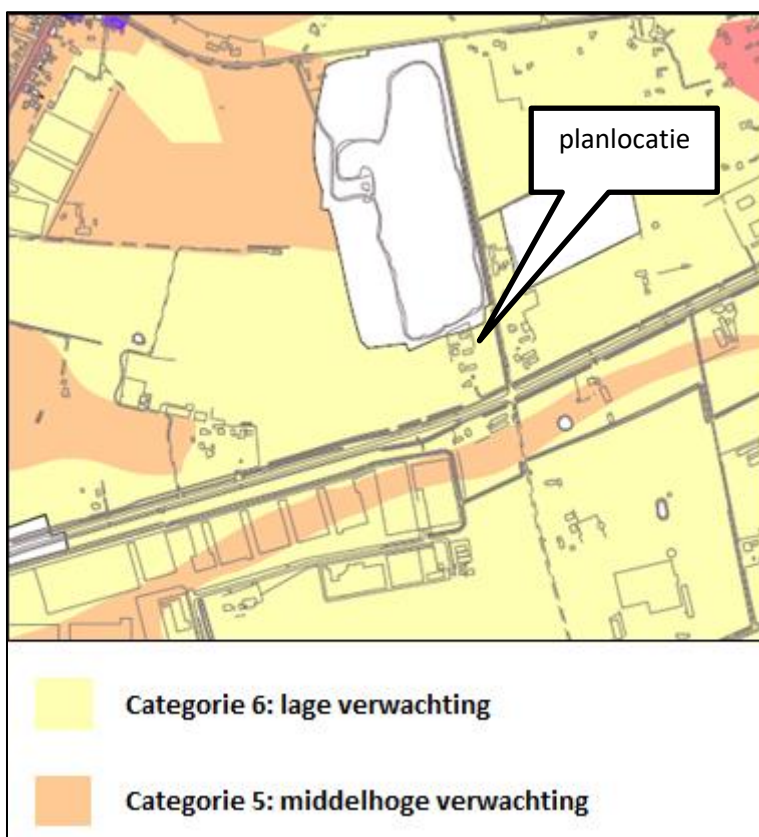 planlocatie
Categorie 6: lage verwachting
Categorie 5: middelhoge verwachting